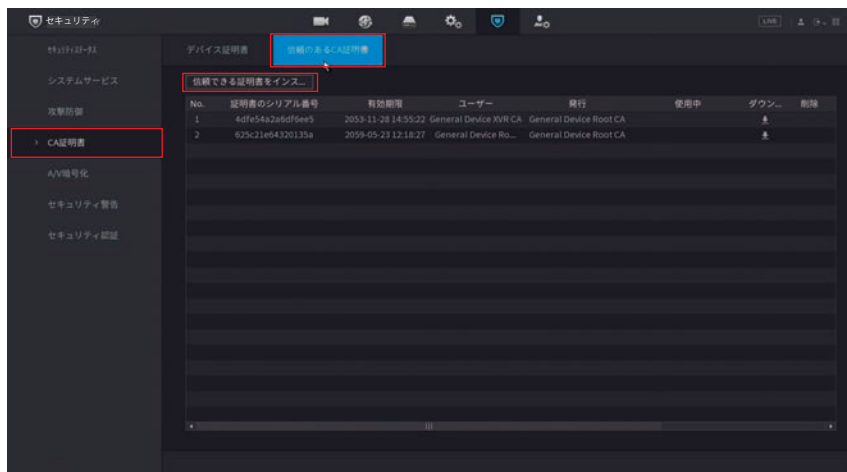 セキュリティ
LIVE
セキュリティステータス
システムサービス
攻撃防御
CA証明書
A/V暗号化
セキュリティ警告
セキュリティ認証
デバイス証明書 信頼のあるCA証明書
信頼できる証明書をインス...
No. 証明書のシリアル番号 有効期限 ユーザー 発行 使用中 ダウン... 削除
1 4dfe54a2a6df6ee5 2053-11-28 14:55:22 General Device XVR CA General Device Root CA
2 625c21e64320135a 2059-05-23 12:18:27 General Device Ro... General Device Root CA